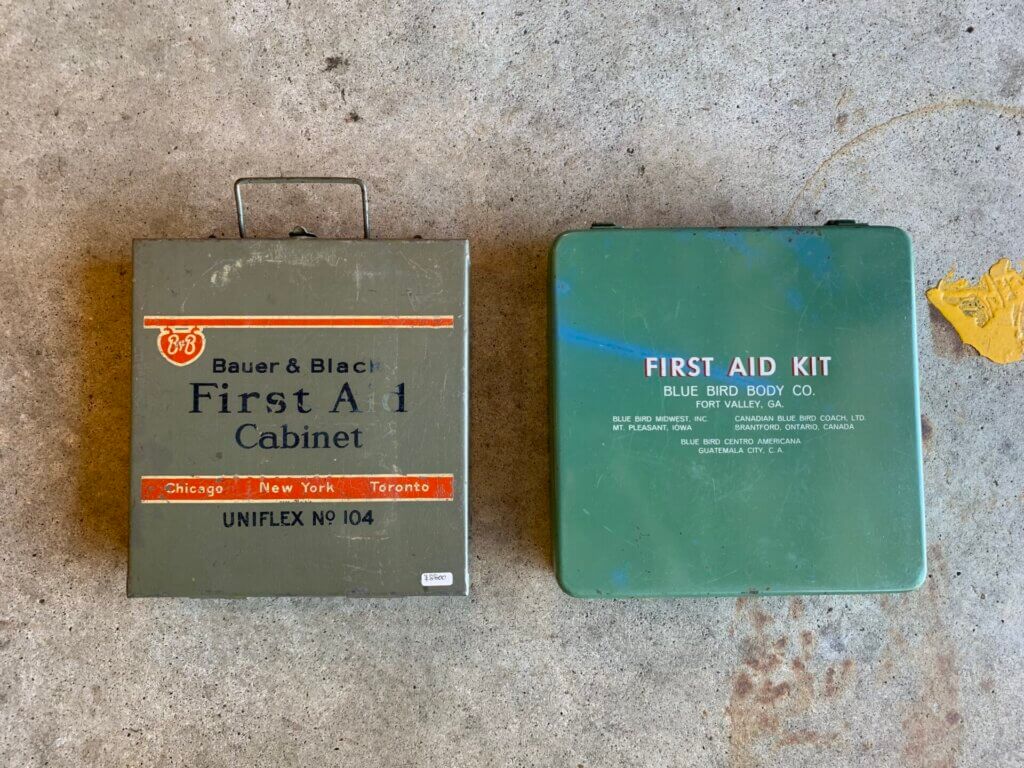 B&B
Bauer & Black
First Aid
Cabinet
Chicago New York Toronto
UNIFLEX Nº 104
FIRST AID KIT
BLUE BIRD BODY CO.
FORT VALLEY, GA.
BLUE BIRD MIDWEST, INC.
MT. PLEASANT, IOWA
CANADIAN BLUE BIRD COACH, LTD.
BRANTFORD, ONTARIO, CANADA
BLUE BIRD CENTRO AMERICANA
GUATEMALA CITY, C. A.